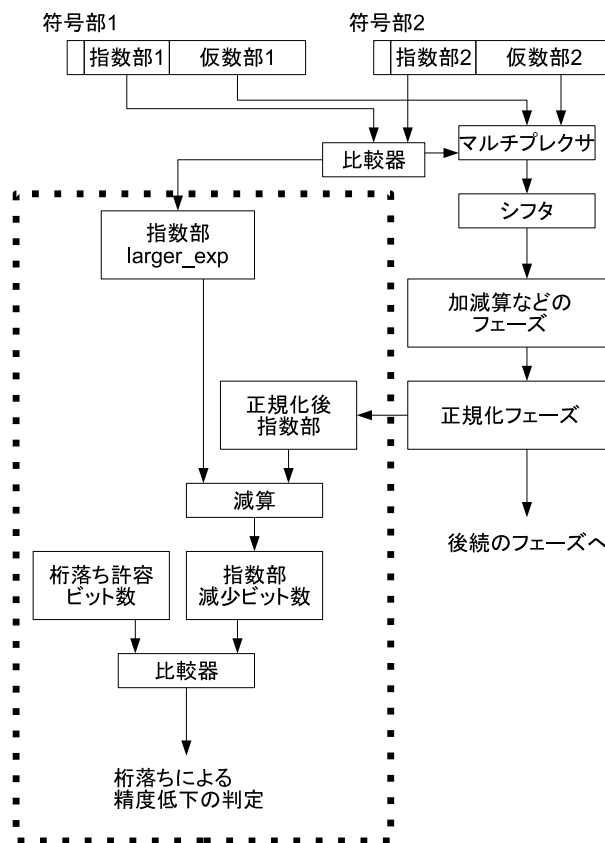 符号部1
符号部2
指数部1
仮数部1
指数部2
仮数部2
比較器
マルチプレクサ
シフタ
指数部
larger_exp
加減算などの
フェーズ
正規化後
指数部
正規化フェーズ
減算
後続のフェーズへ
桁落ち許容
ビット数
指数部
減少ビット数
比較器
桁落ちによる
精度低下の判定